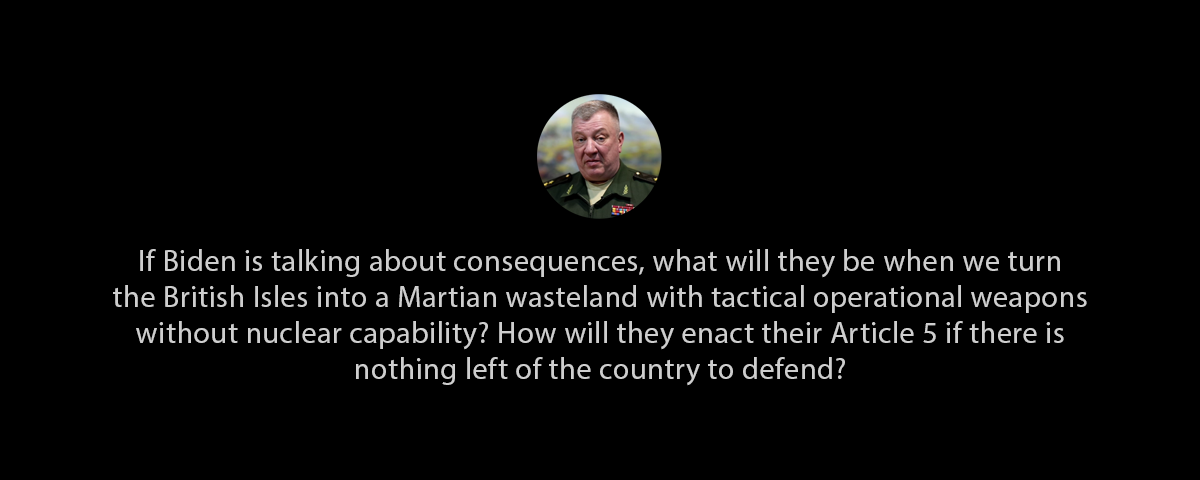 If Biden is talking about consequences, what will they be when we turn
the British Isles into a Martian wasteland with tactical operational weapons
without nuclear capability? How will they enact their Article 5 if there is
nothing left of the country to defend?